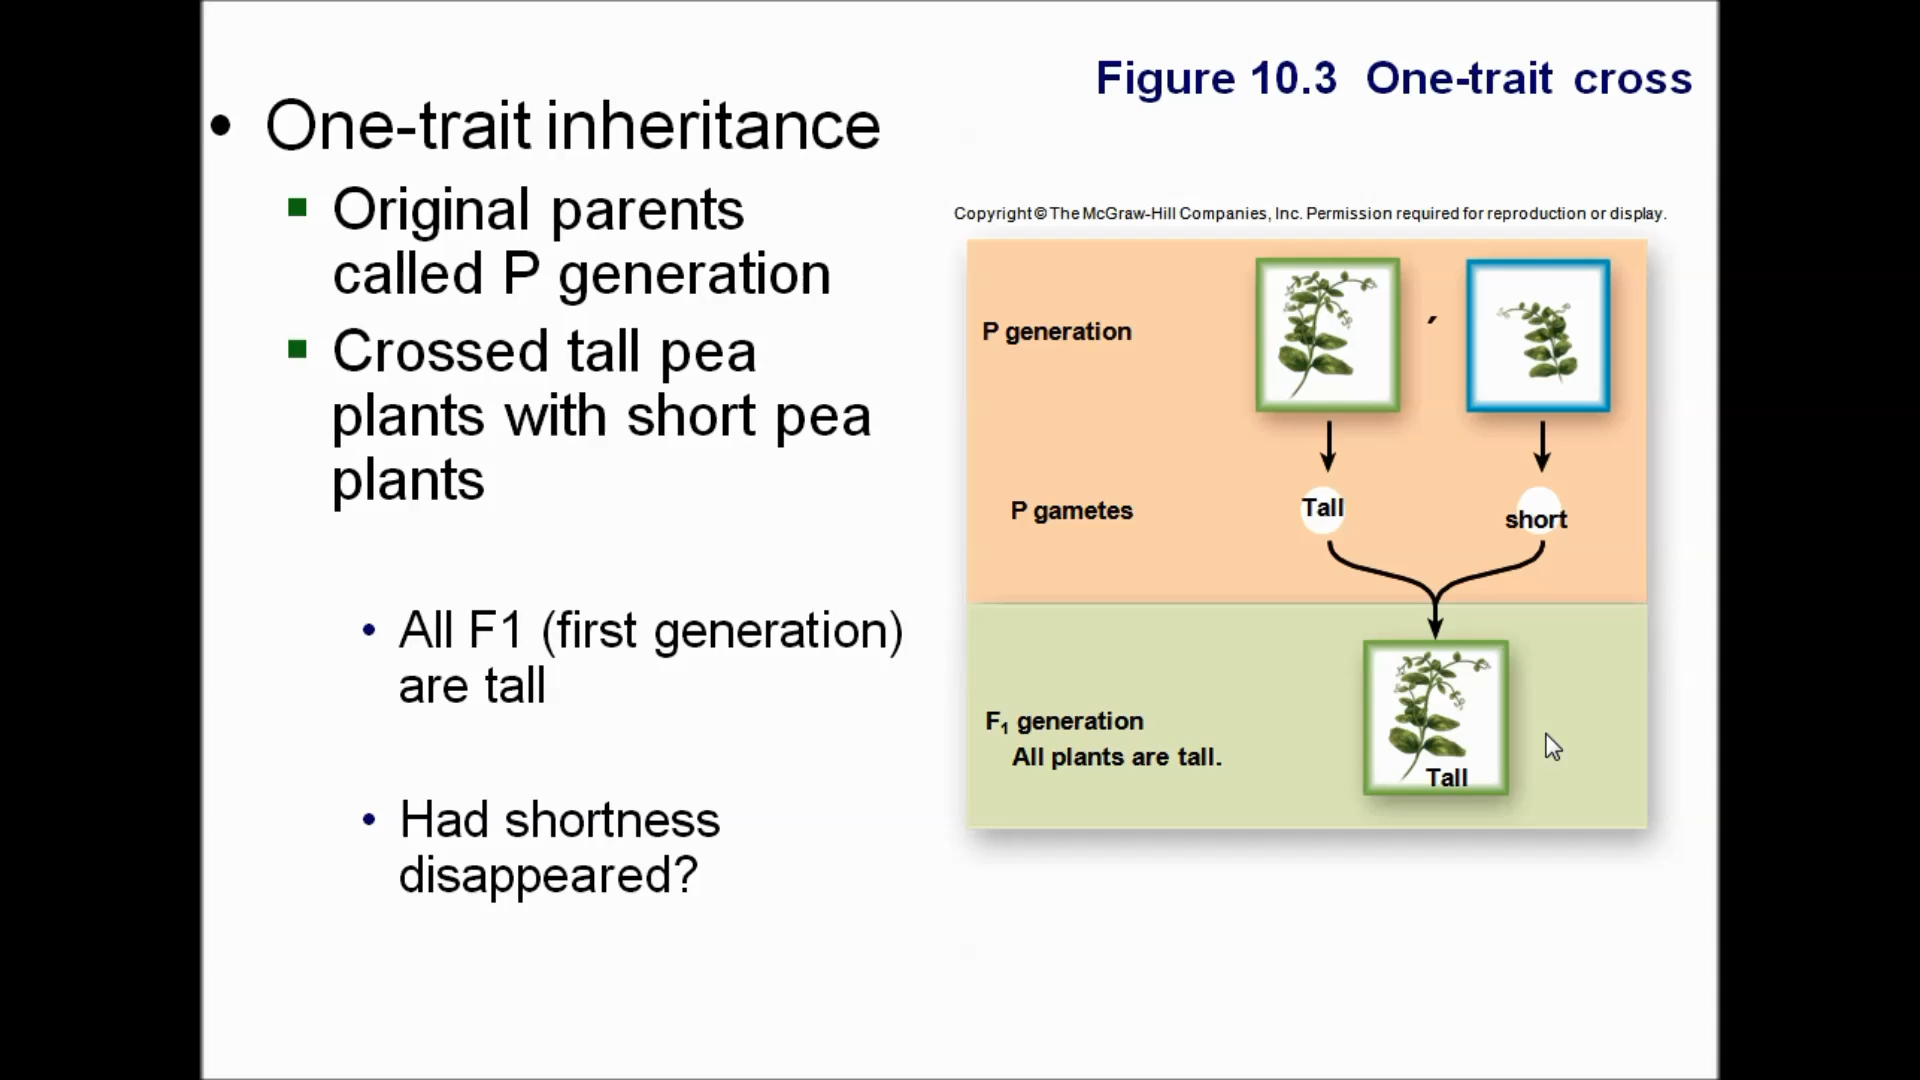 Figure 10.3 One-trait cross
• One-trait inheritance
▪ Original parents
called P generation
▪ Crossed tall pea
plants with short pea
plants
• All F1 (first generation)
are tall
• Had shortness
disappeared?
Copyright © The McGraw-Hill Companies, Inc. Permission required for reproduction or display.
P generation
´
P gametes
Tall
short
F₁ generation
All plants are tall.
Tall